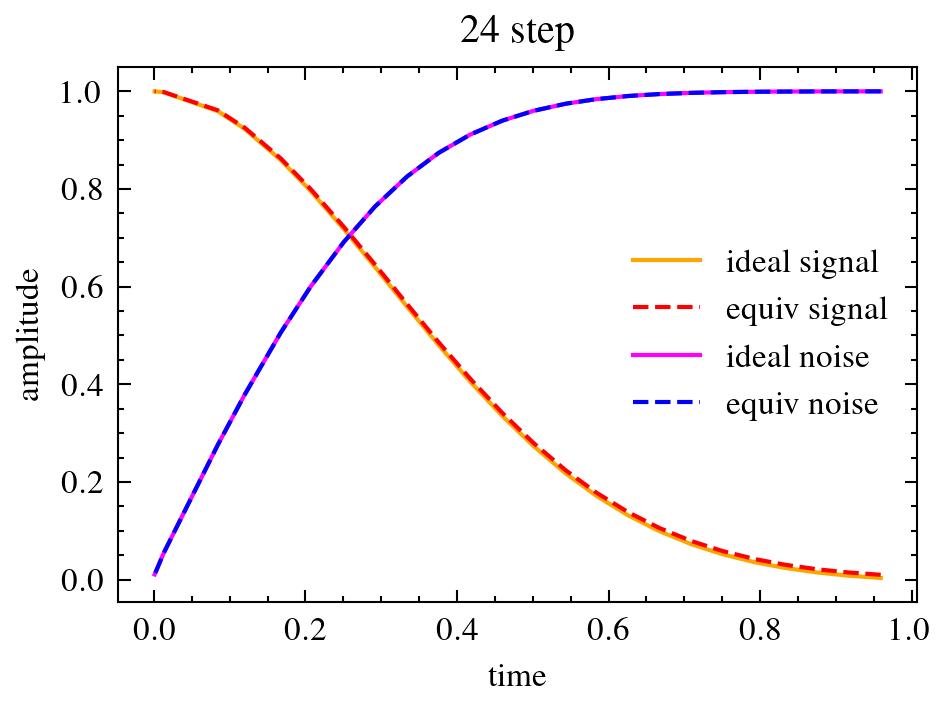 24 step
1.0
0.8
0.6
0.4
0.2
0.0
amplitude
ideal signal
equiv signal
ideal noise
equiv noise
0.0 0.2 0.4 0.6 0.8 1.0
time